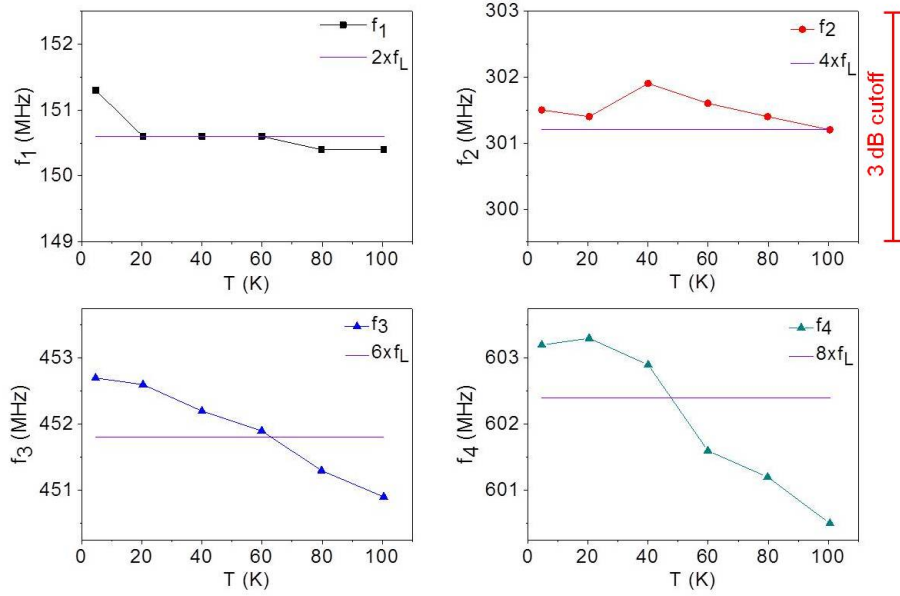 152
151
150
149
f1 (MHz)
f1
2xfL
0 20 40 60 80 100
T (K)
303
302
301
300
f2 (MHz)
f2
4xfL
0 20 40 60 80 100
T (K)
3 dB cutoff
453
452
451
f3 (MHz)
f3
6xfL
0 20 40 60 80 100
T (K)
603
602
601
f4 (MHz)
f4
8xfL
0 20 40 60 80 100
T (K)